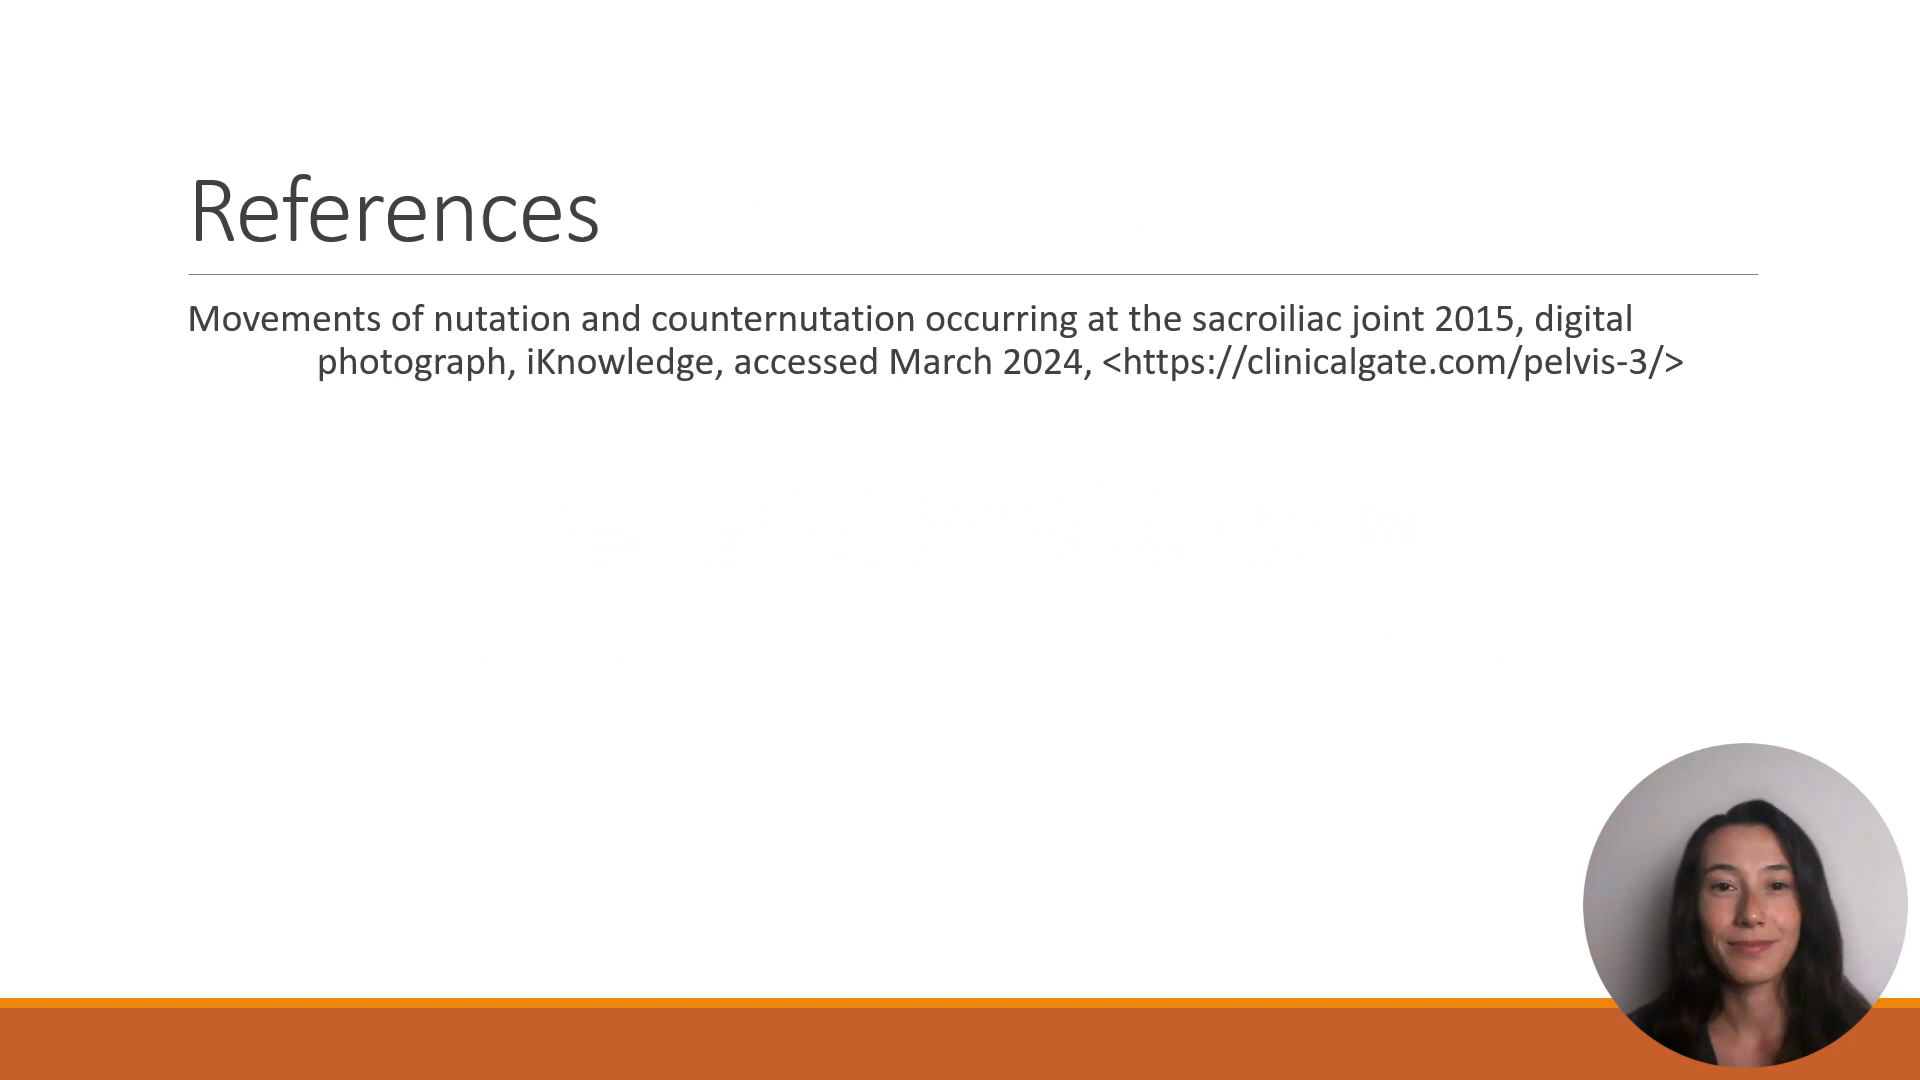 References
Movements of nutation and counternutation occurring at the sacroiliac joint 2015, digital
photograph, iKnowledge, accessed March 2024, <https://clinicalgate.com/pelvis-3/>